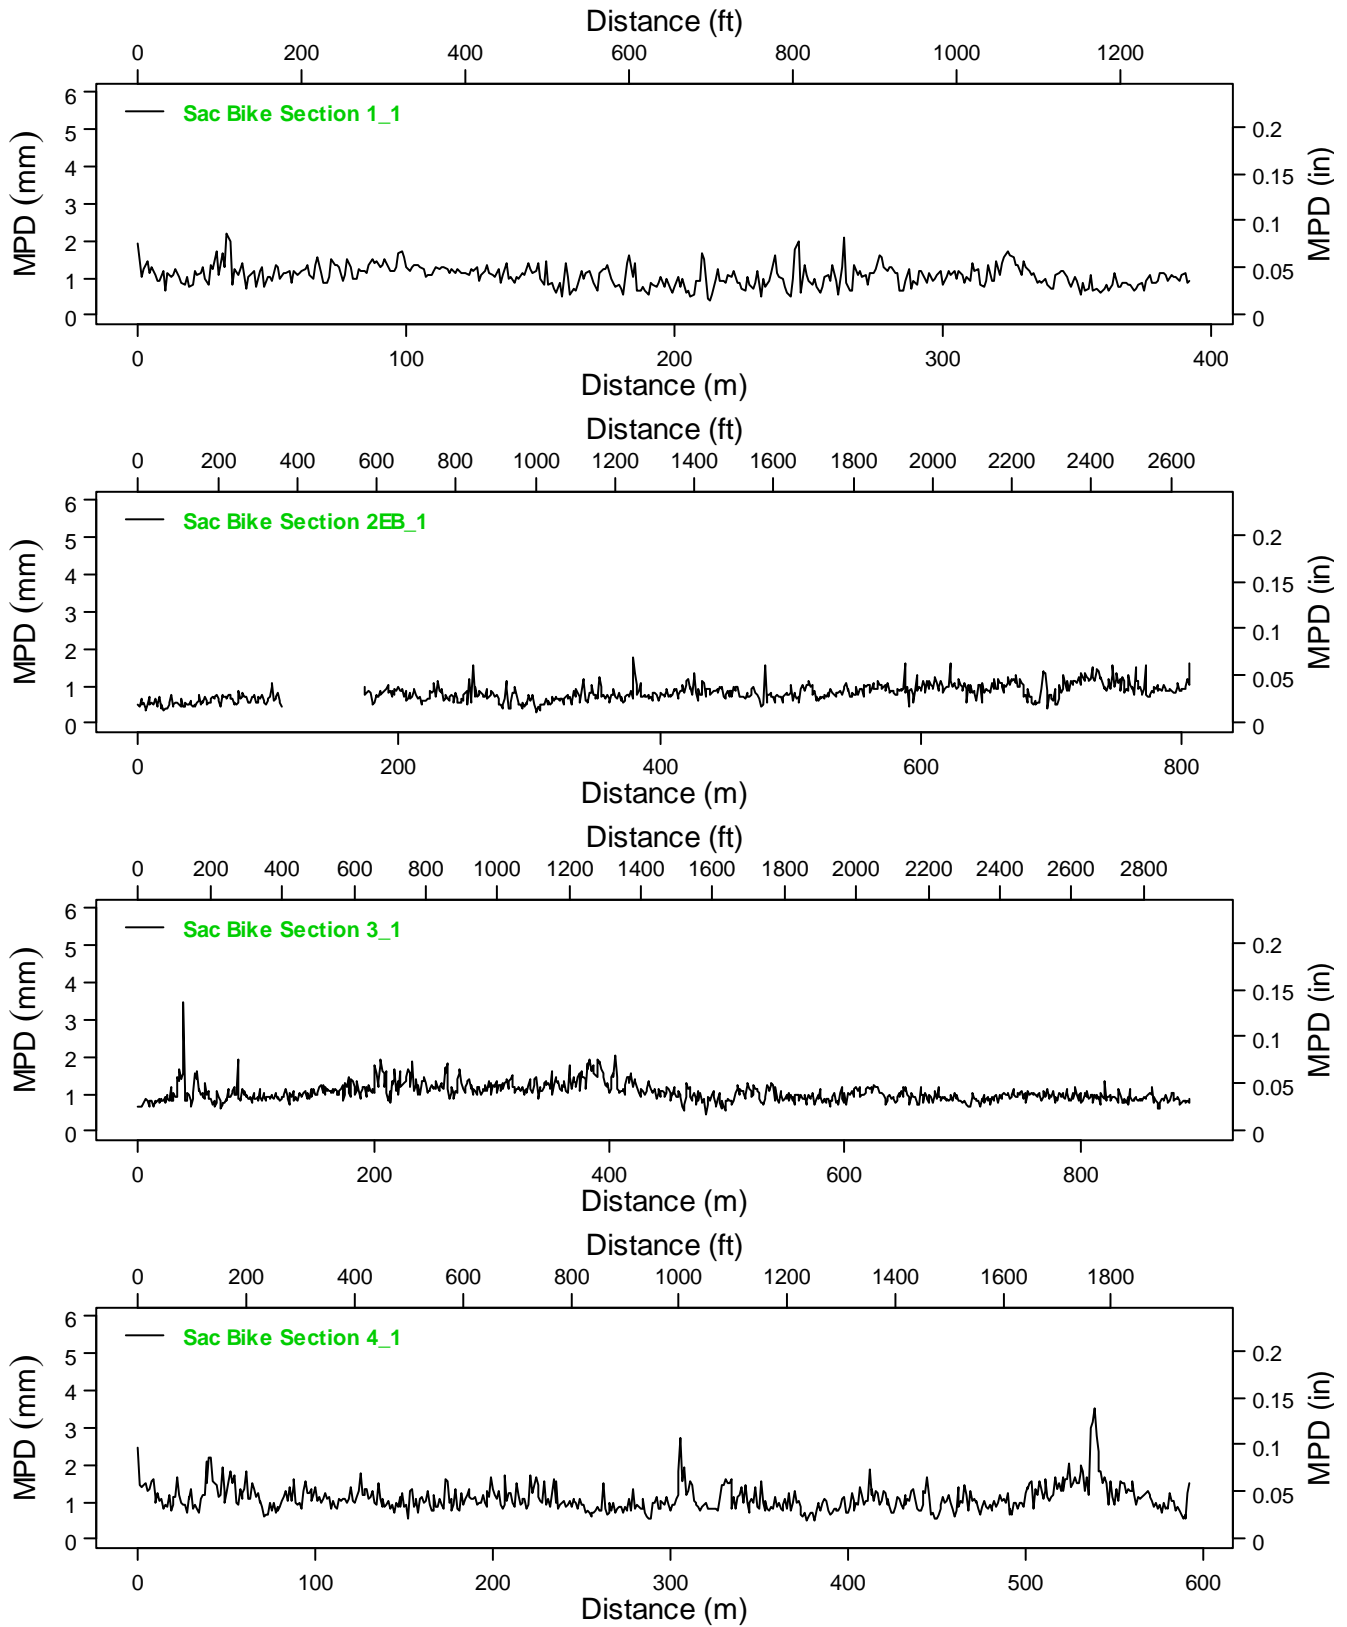 Distance (ft)
0 200 400 600 800 1000 1200
Sac Bike Section 1_1
MPD (mm)
6
5
4
3
2
1
0
MPD (in)
0.2
0.15
0.1
0.05
0
0 100 200 300 400
Distance (m)
Distance (ft)
0 200 400 600 800 1000 1200 1400 1600 1800 2000 2200 2400 2600
Sac Bike Section 2EB_1
MPD (mm)
6
5
4
3
2
1
0
MPD (in)
0.2
0.15
0.1
0.05
0
0 200 400 600 800
Distance (m)
Distance (ft)
0 200 400 600 800 1000 1200 1400 1600 1800 2000 2200 2400 2600 2800
Sac Bike Section 3_1
MPD (mm)
6
5
4
3
2
1
0
MPD (in)
0.2
0.15
0.1
0.05
0
0 200 400 600 800
Distance (m)
Distance (ft)
0 200 400 600 800 1000 1200 1400 1600 1800
Sac Bike Section 4_1
MPD (mm)
6
5
4
3
2
1
0
MPD (in)
0.2
0.15
0.1
0.05
0
0 100 200 300 400 500 600
Distance (m)